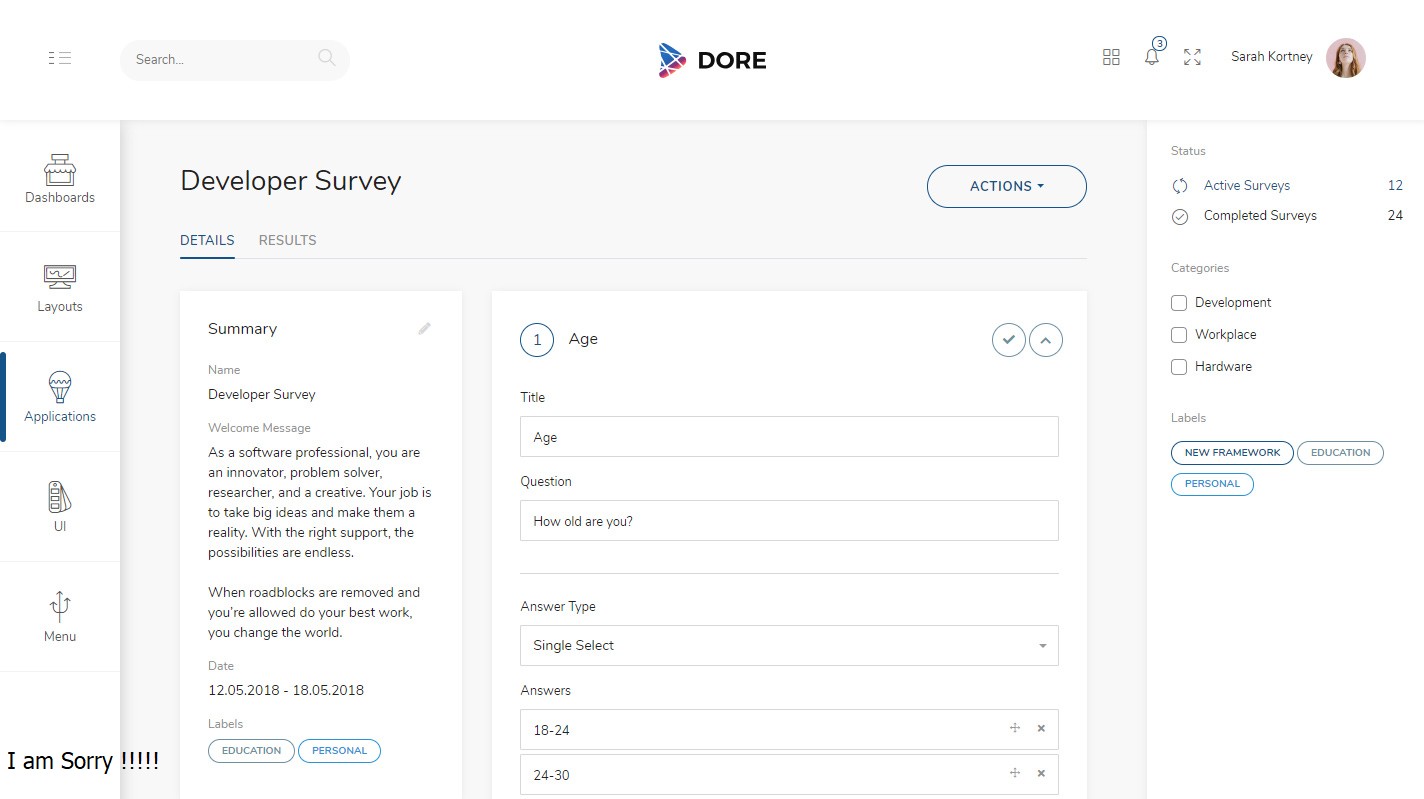 Search...
DORE
3
Sarah Kortney
Dashboards
Layouts
Applications
UI
Menu
I am Sorry !!!!!
Developer Survey
ACTIONS
DETAILS
RESULTS
Summary
Name
Developer Survey
Welcome Message
As a software professional, you are
an innovator, problem solver,
researcher, and a creative. Your job is
to take big ideas and make them a
reality. With the right support, the
possibilities are endless.
When roadblocks are removed and
you're allowed do your best work,
you change the world.
Date
12.05.2018 - 18.05.2018
Labels
EDUCATION
PERSONAL
1
Age
Title
Age
Question
How old are you?
Answer Type
Single Select
Answers
18-24
24-30
Status
Active Surveys 12
Completed Surveys 24
Categories
Development
Workplace
Hardware
Labels
NEW FRAMEWORK
EDUCATION
PERSONAL